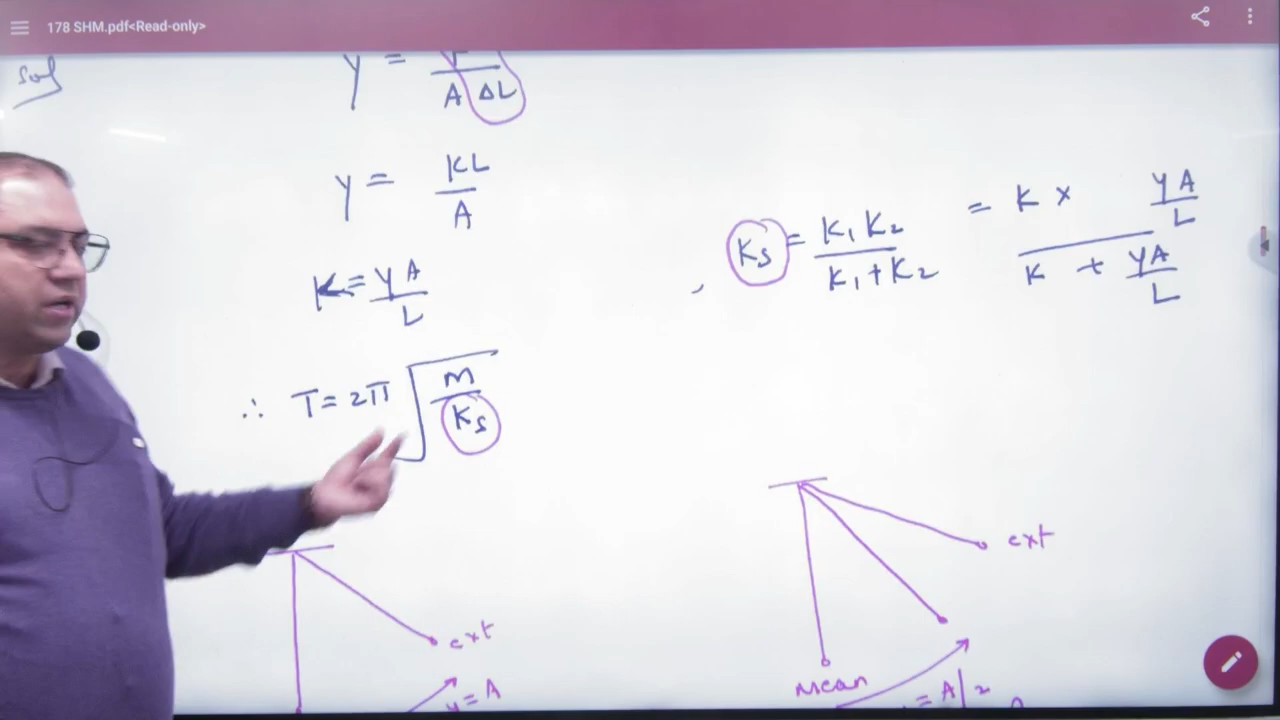 178 SHM.pdf<Read-only>
Sol
y = F / A ΔL
y = KL / A
K = YA / L
∴ T = 2π √ m / Ks
, Ks = K1 K2 / K1 + K2 = K × YA / L / K + YA / L
ext
y = A
ext
Mean
= A/2